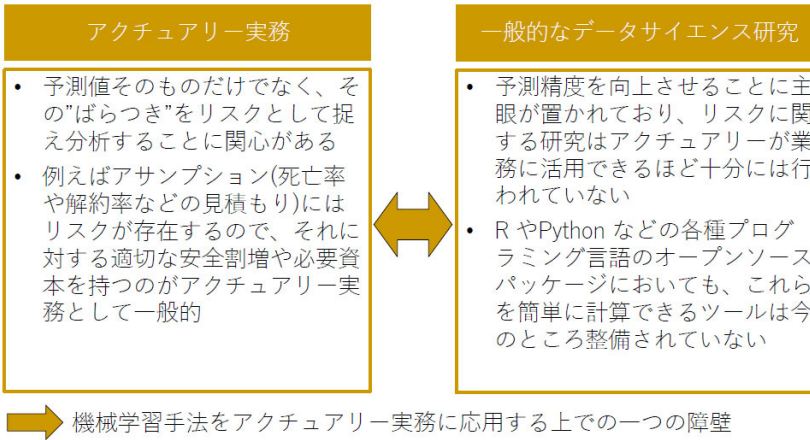 アクチュアリー実務
• 予測値そのものだけでなく、そ
の”ばらつき”をリスクとして捉
え分析することに関心がある
• 例えばアサンプション(死亡率
や解約率などの見積もり)には
リスクが存在するので、それに
対する適切な安全割増や必要資
本を持つのがアクチュアリー実
務として一般的
一般的なデータサイエンス研究
• 予測精度を向上させることに主
眼が置かれており、リスクに関
する研究はアクチュアリーが業
務に活用できるほど十分には行
われていない
• R やPython などの各種プログ
ラミング言語のオープンソース
パッケージにおいても、これら
を簡単に計算できるツールは今
のところ整備されていない
機械学習手法をアクチュアリー実務に応用する上での一つの障壁